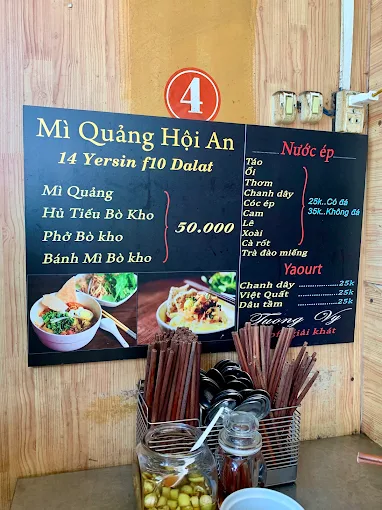 4
Mì Quảng Hội An
14 Yersin f10 Dalat
Mì Quảng
Hủ Tiếu Bò Kho
Phở Bò kho
Bánh Mì Bò kho
50.000
Nước ép
Táo
Ổi
Thơm
Chanh dây
Cóc ép
Cam
Lê
Xoài
Cà rốt
Trà đào miếng
25k..Có đá
35k..Không đá
Yaourt
Chanh dây ................25k
Việt Quất ................25k
Dâu tằm ................25k
Tuong Vy
giải khát